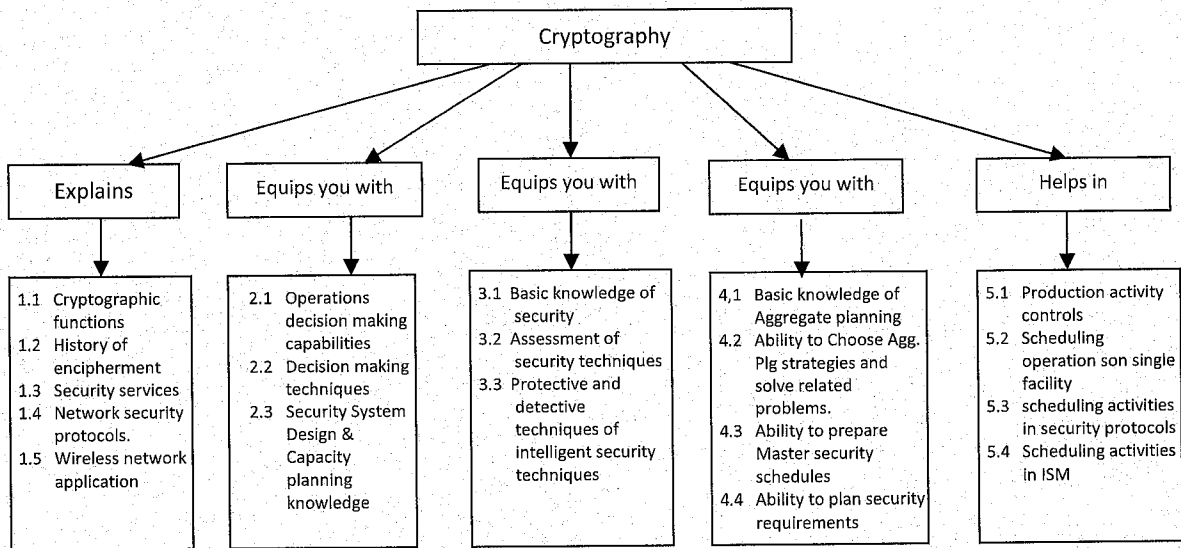 Cryptography
Explains
Equips you with
Equips you with
Equips you with
Helps in
1.1 Cryptographic
functions
1.2 History of
encipherment
1.3 Security services
1.4 Network security
protocols.
1.5 Wireless network
application
2.1 Operations
decision making
capabilities
2.2 Decision making
techniques
2.3 Security System
Design &
Capacity
planning
knowledge
3.1 Basic knowledge of
security
3.2 Assessment of
security techniques
3.3 Protective and
detective
techniques of
intelligent security
techniques
4,1 Basic knowledge of
Aggregate planning
4.2 Ability to Choose Agg.
Plg strategies and
solve related
problems.
4.3 Ability to prepare
Master security
schedules
4.4 Ability to plan security
requirements
5.1 Production activity
controls
5.2 Scheduling
operation son single
facility
5.3 scheduling activities
in security protocols
5.4 Scheduling activities
in ISM